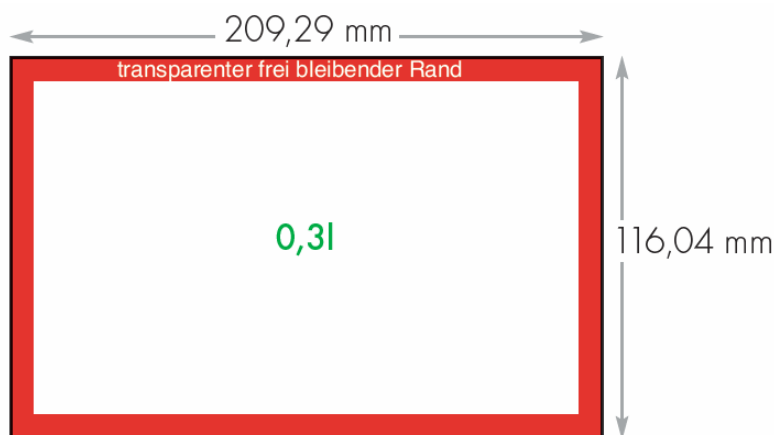 209,29 mm
transparenter frei bleibender Rand
0,3l
116,04 mm